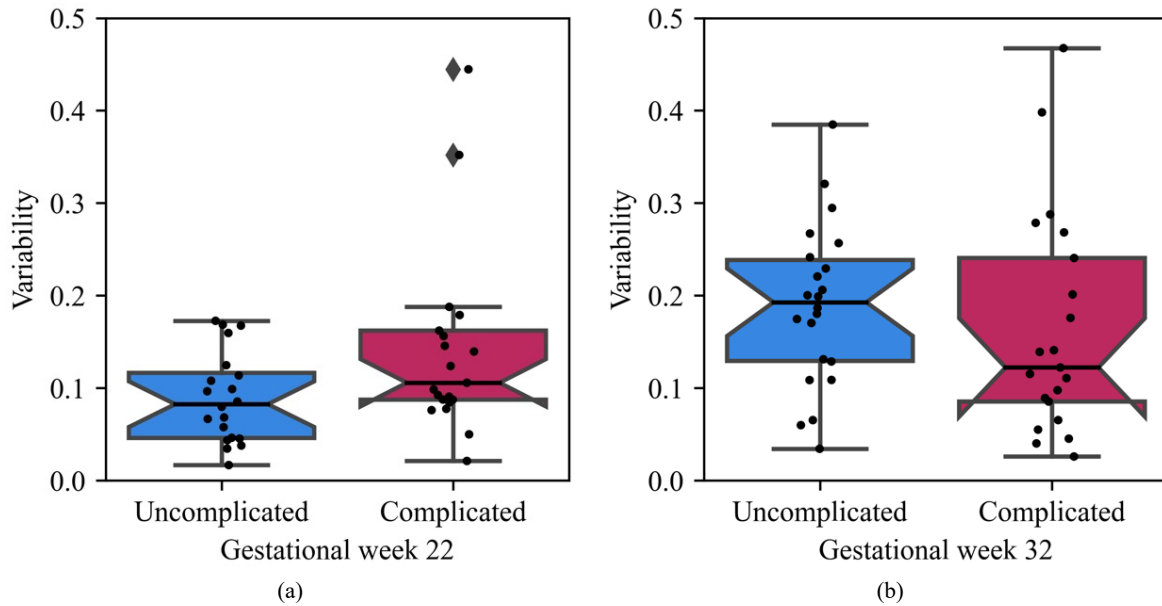 0.5
0.4
0.3
0.2
0.1
0.0
Variability
Uncomplicated
Complicated
Gestational week 22
(a)
0.5
0.4
0.3
0.2
0.1
0.0
Variability
Uncomplicated
Complicated
Gestational week 32
(b)